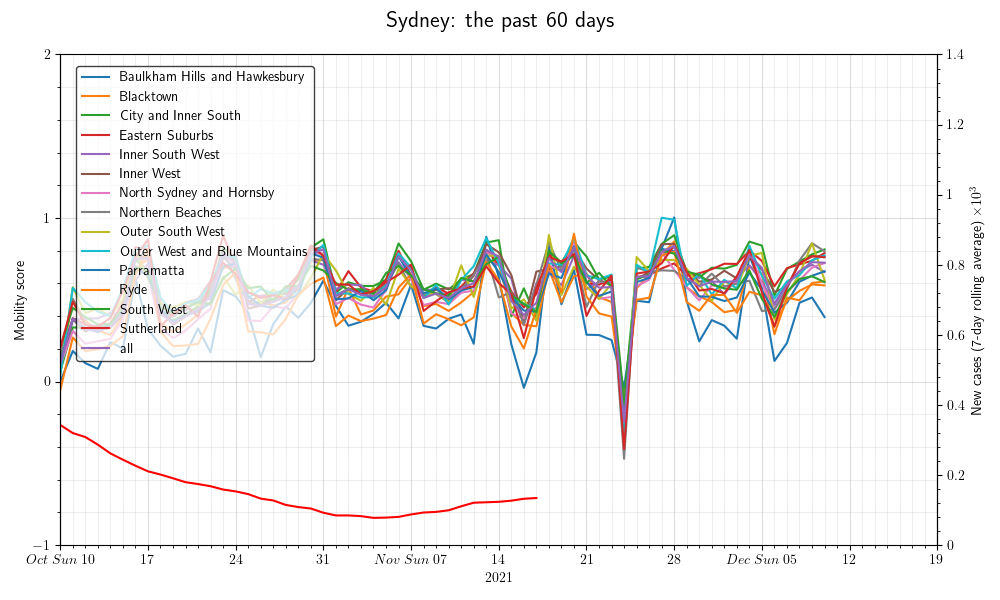 Sydney: the past 60 days
Mobility score
2
1
0
−1
Baulkham Hills and Hawkesbury
Blacktown
City and Inner South
Eastern Suburbs
Inner South West
Inner West
North Sydney and Hornsby
Northern Beaches
Outer South West
Outer West and Blue Mountains
Parramatta
Ryde
South West
Sutherland
all
1.4
1.2
1
0.8
0.6
0.4
0.2
0
New cases (7-day rolling average) ×10³
Oct Sun 10 17 24 31 Nov Sun 07 14 21 28 Dec Sun 05 12 19
2021